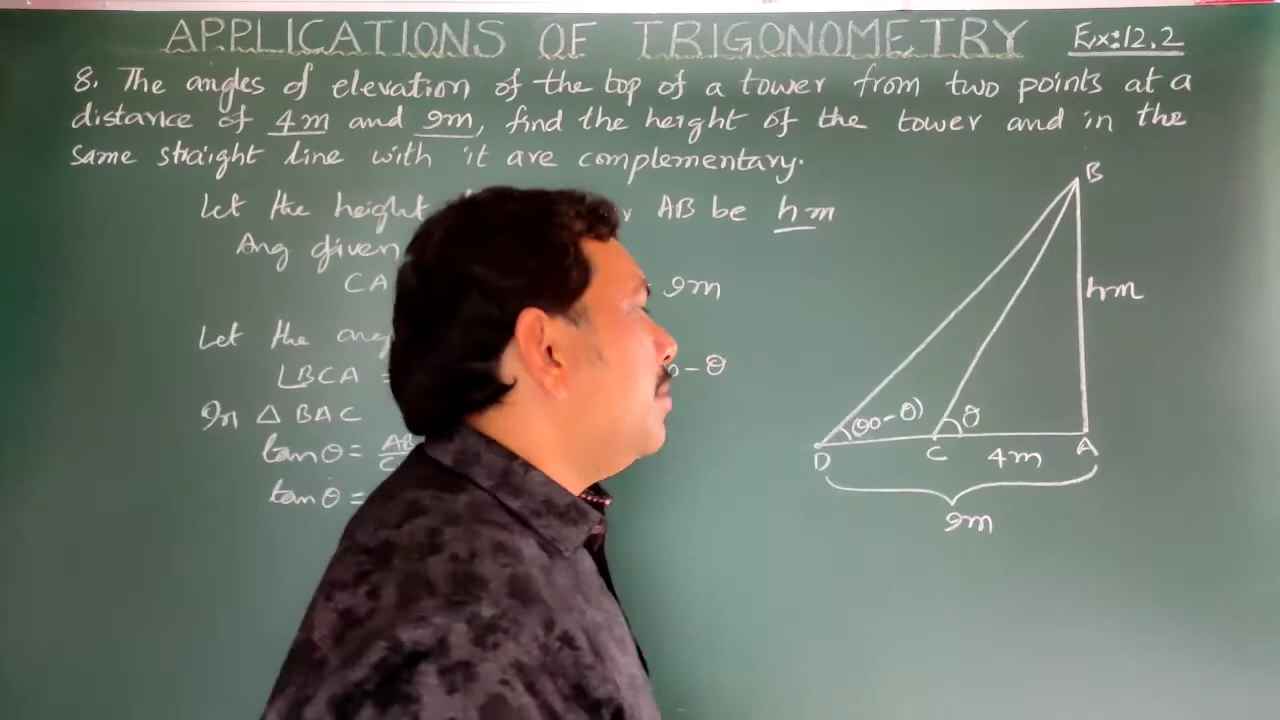 APPLICATIONS OF TRIGONOMETRY Ex:12.2
8. The angles of elevation of the top of a tower from two points at a
distance of 4m and 9m, find the height of the tower and in the
same straight line with it are complementary.
Let the height AB be hm
Ang given
CA 9m
Let the
∠BCA = - θ
In △ BAC
tanθ = AB
tanθ =
B
hm
(90-θ) θ
D C 4m A
9m